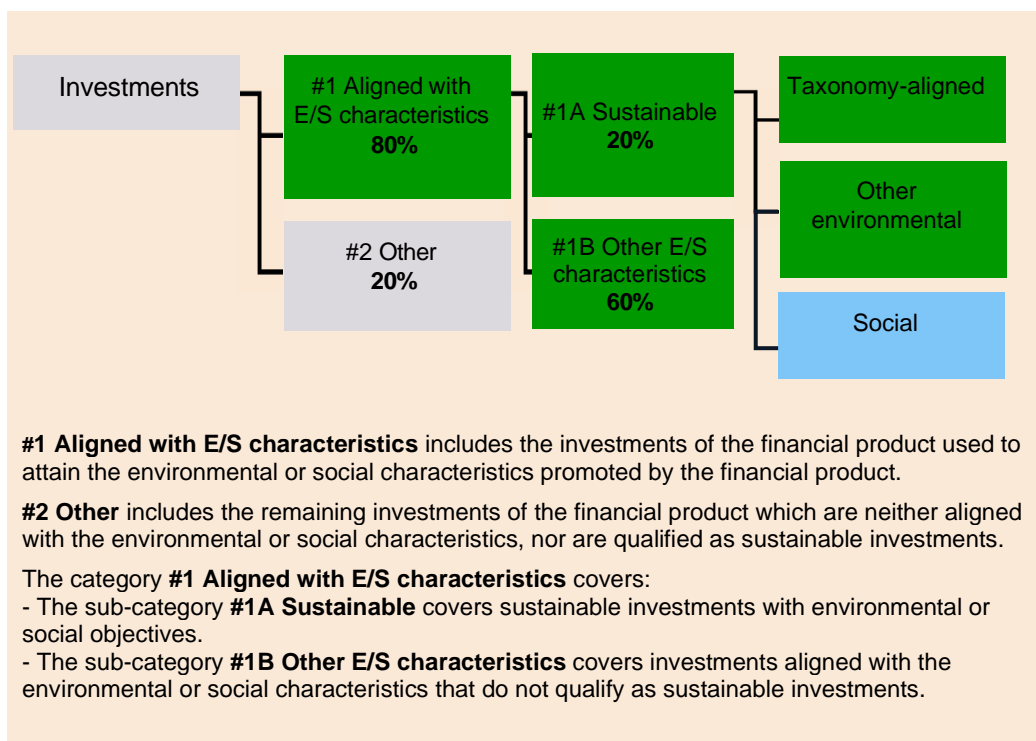 Investments
#1 Aligned with
E/S characteristics
80%
#2 Other
20%
#1A Sustainable
20%
#1B Other E/S
characteristics
60%
Taxonomy-aligned
Other
environmental
Social
#1 Aligned with E/S characteristics includes the investments of the financial product used to
attain the environmental or social characteristics promoted by the financial product.
#2 Other includes the remaining investments of the financial product which are neither aligned
with the environmental or social characteristics, nor are qualified as sustainable investments.
The category #1 Aligned with E/S characteristics covers:
- The sub-category #1A Sustainable covers sustainable investments with environmental or
social objectives.
- The sub-category #1B Other E/S characteristics covers investments aligned with the
environmental or social characteristics that do not qualify as sustainable investments.